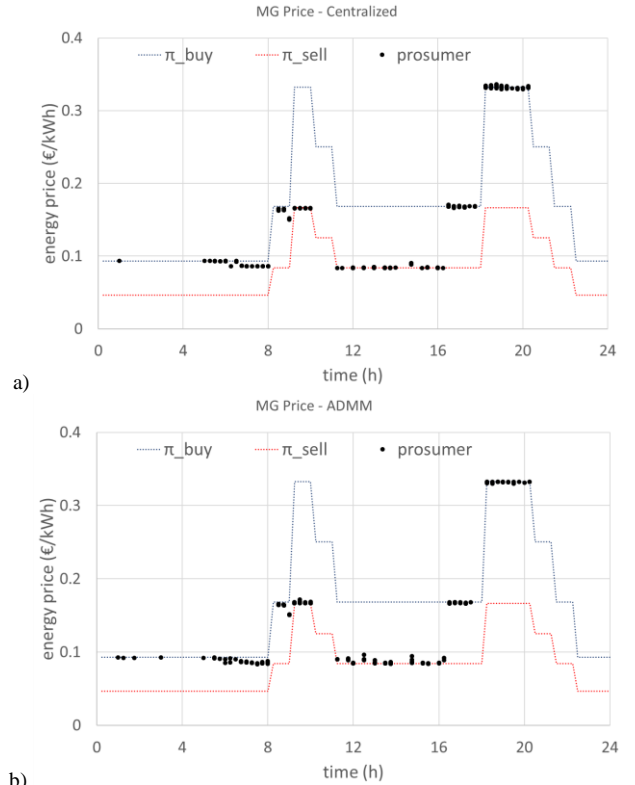 MG Price - Centralized
π_buy π_sell prosumer
energy price (€/kWh)
0.4
0.3
0.2
0.1
0
0 4 8 12 16 20 24
time (h)
a)
MG Price - ADMM
π_buy π_sell prosumer
energy price (€/kWh)
0.4
0.3
0.2
0.1
0
0 4 8 12 16 20 24
time (h)
b)